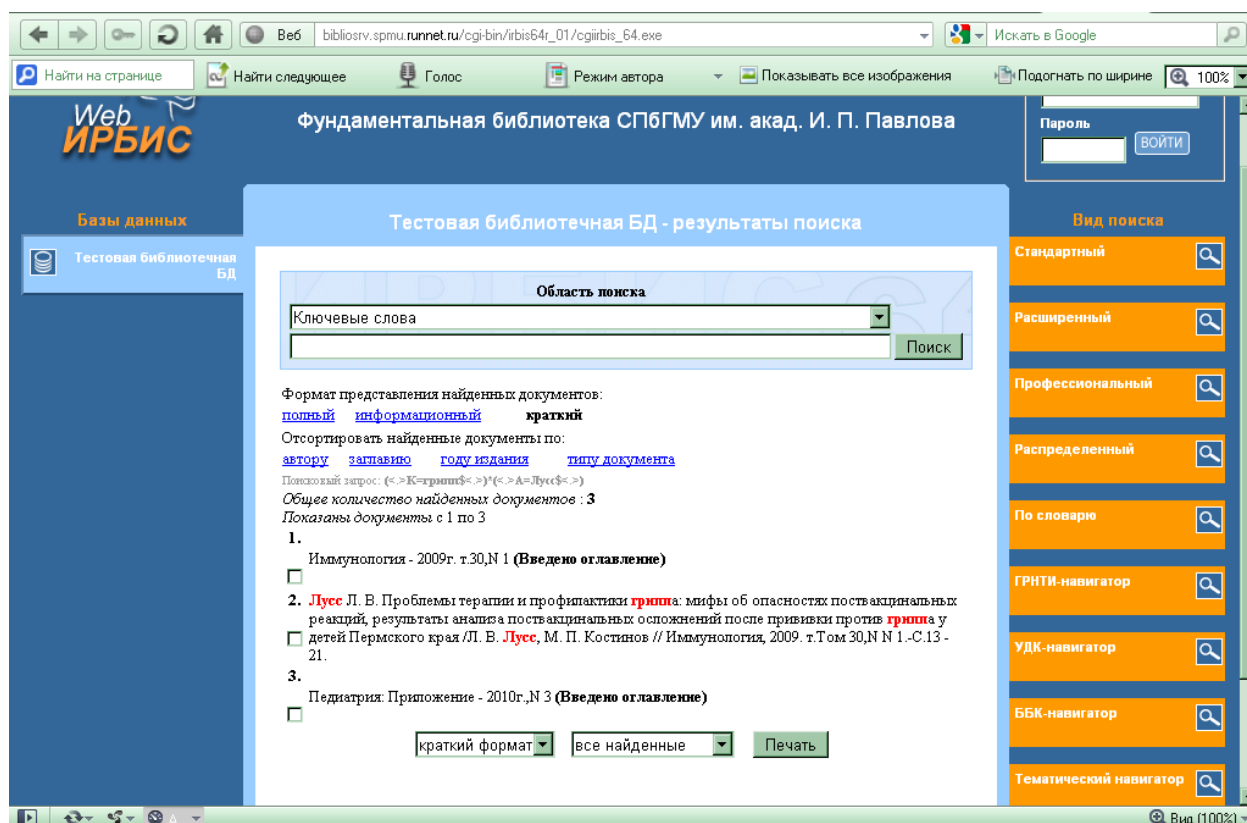 Веб bibliosrv.spmu.runnet.ru/cgi-bin/irbis64r_01/cgiirbis_64.exe Искать в Google
Найти на странице Найти следующее Голос Режим автора Показывать все изображения Подогнать по ширине 100%
Web
ИРБИС
Фундаментальная библиотека СПбГМУ им. акад. И. П. Павлова
Пароль
ВОЙТИ
Базы данных
Тестовая библиотечная
БД
Тестовая библиотечная БД - результаты поиска
Область поиска
Ключевые слова
Поиск
Формат представления найденных документов:
полный информационный краткий
Отсортировать найденные документы по:
автору заглавию году издания типу документа
Поисковый запрос: (<.>K=грипп$<.>)*(<.>A=Лусс$<.>)
Общее количество найденных документов : 3
Показаны документы с 1 по 3
1.
Иммунология - 2009г. т.30,N 1 (Введено оглавление)
2. Лусс Л. В. Проблемы терапии и профилактики гриппа: мифы об опасностях поствакцинальных
реакций, результаты анализа поствакцинальных осложнений после прививки против гриппа у
детей Пермского края /Л. В. Лусс, М. П. Костинов // Иммунология, 2009. т.Том 30,N N 1.-С.13 -
21.
3.
Педиатрия: Приложение - 2010г.,N 3 (Введено оглавление)
краткий формат все найденные Печать
Вид поиска
Стандартный
Расширенный
Профессиональный
Распределенный
По словарю
ГРНТИ-навигатор
УДК-навигатор
ББК-навигатор
Тематический навигатор
Вид (100%)